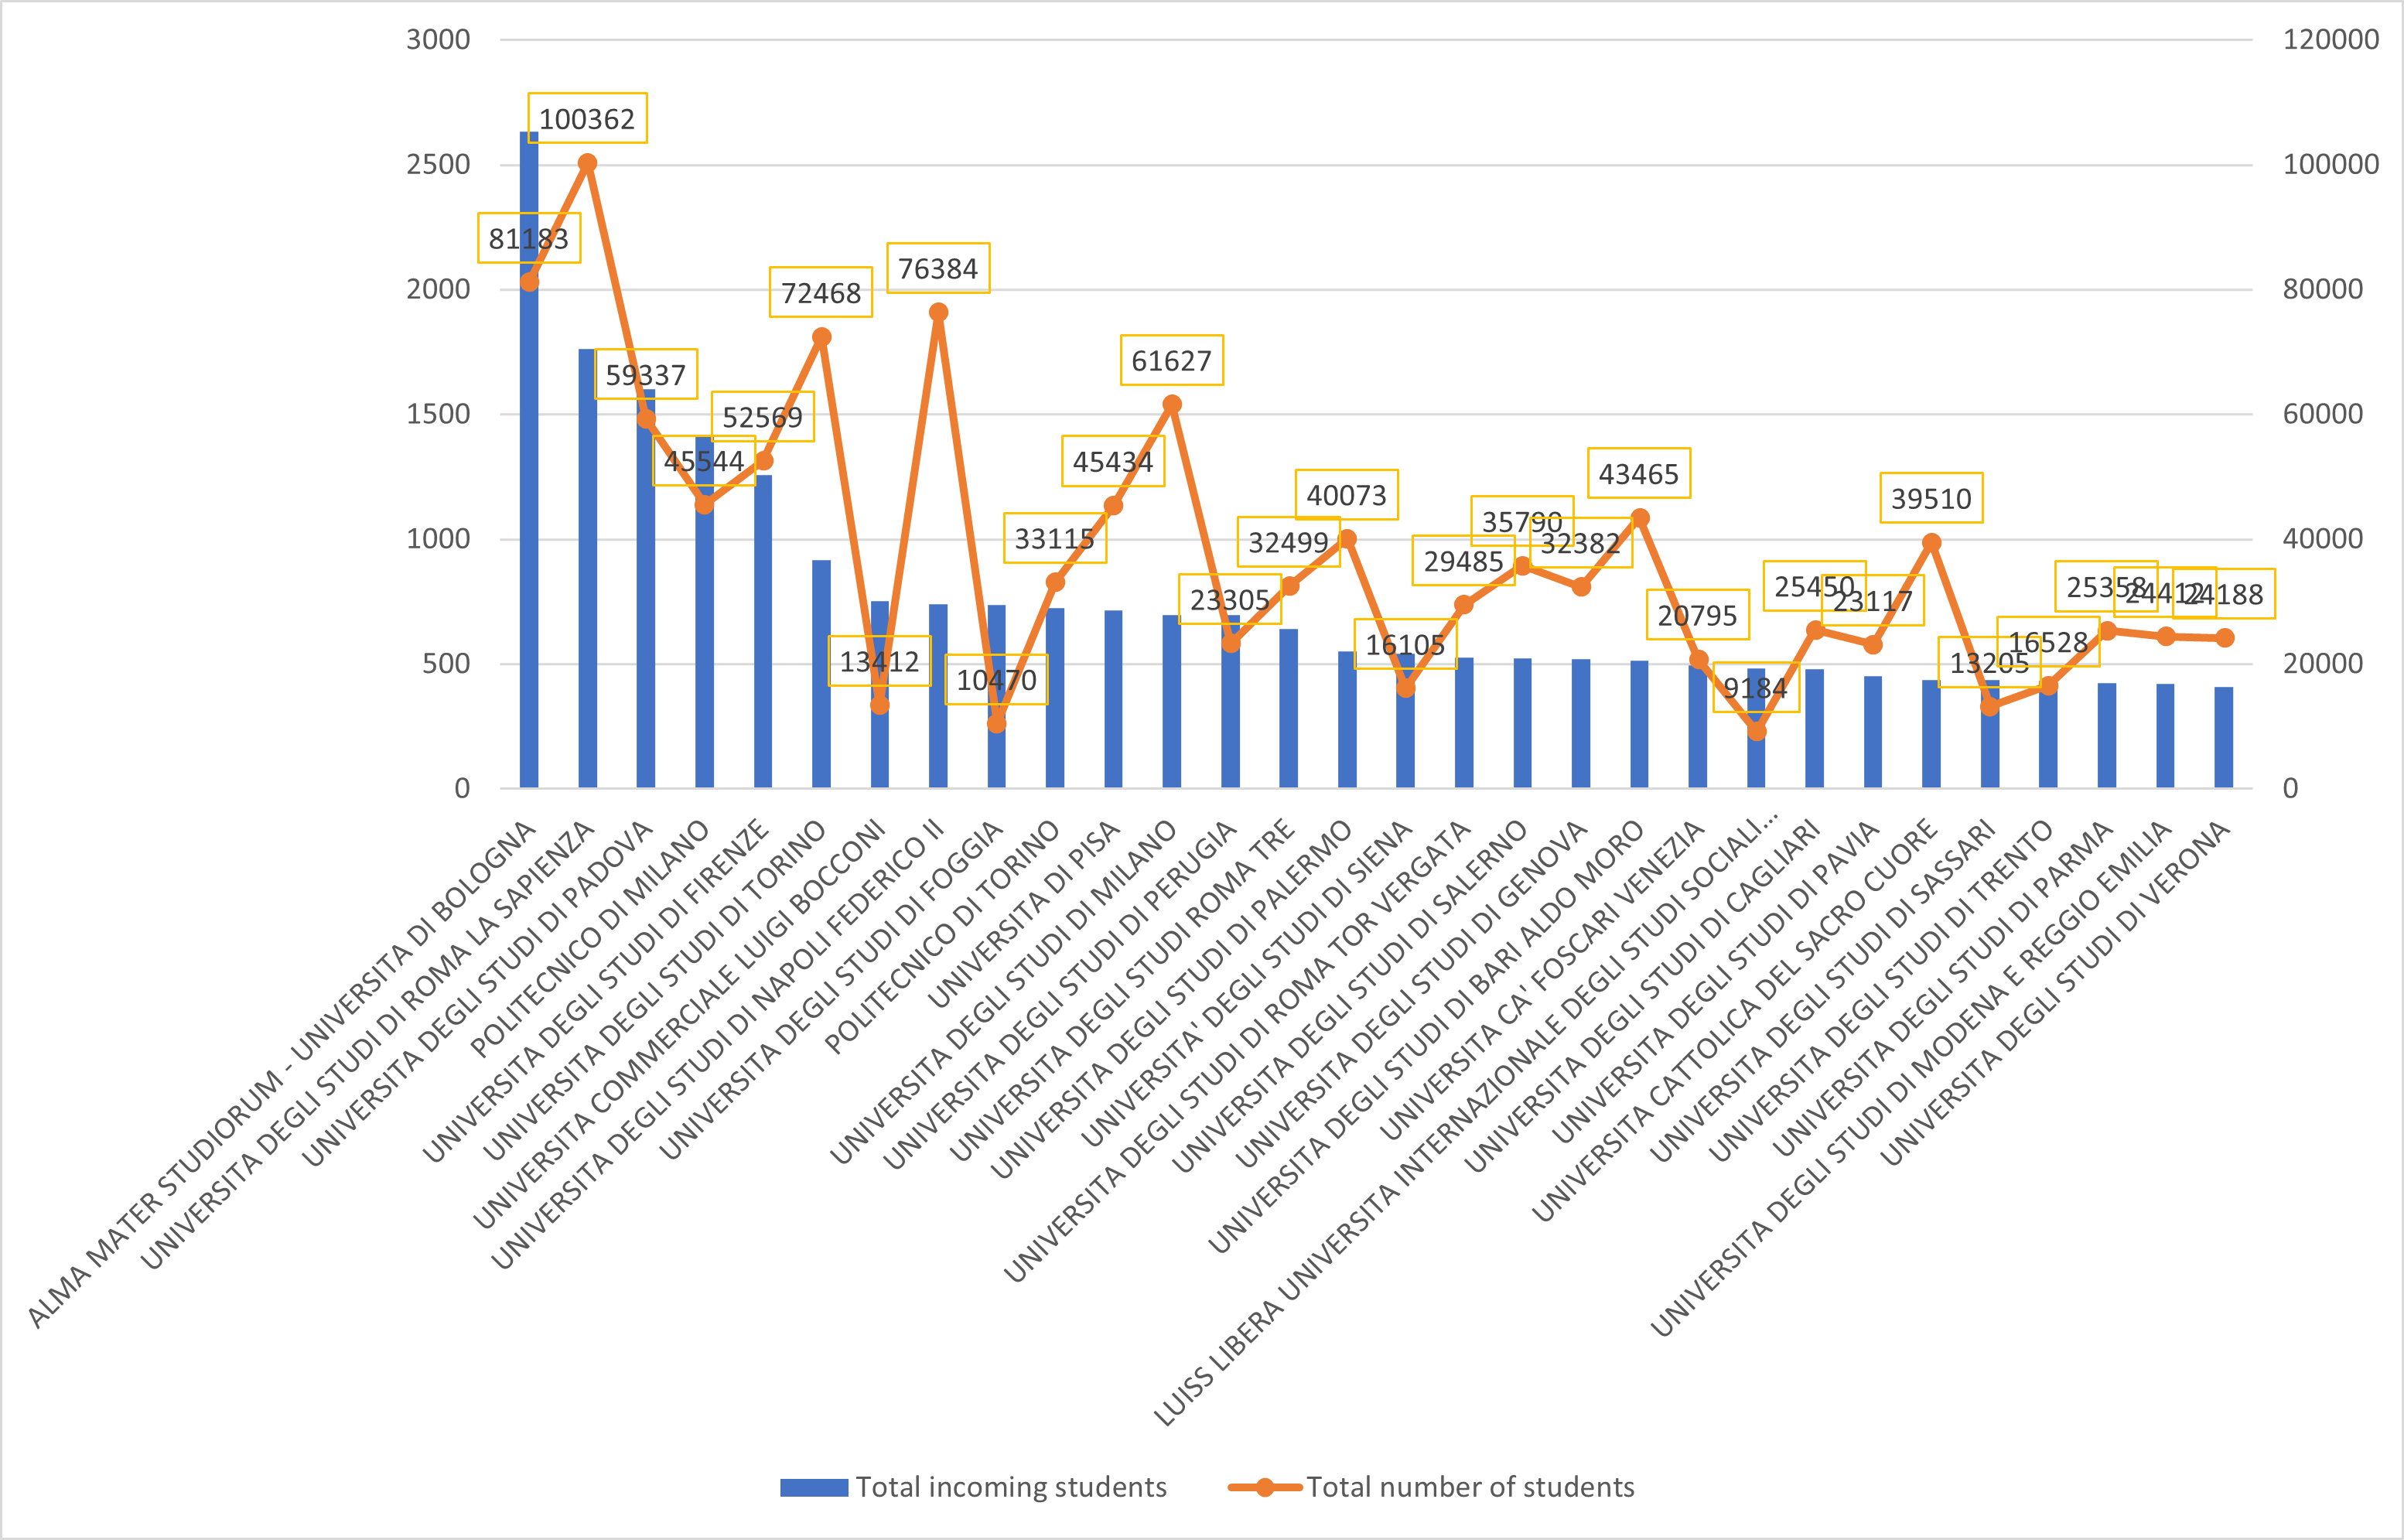 3000
2500
2000
1500
1000
500
0
120000
100000
80000
60000
40000
20000
0
81183
100362
59337
45544
52569
72468
13412
76384
10470
33115
45434
61627
23305
32499
40073
16105
29485
35790
32382
43465
20795
9184
25450
23117
39510
13205
16528
25358
24412
24188
ALMA MATER STUDIORUM - UNIVERSITA DI BOLOGNA
UNIVERSITA DEGLI STUDI DI ROMA LA SAPIENZA
UNIVERSITA DEGLI STUDI DI PADOVA
POLITECNICO DI MILANO
UNIVERSITA DEGLI STUDI DI FIRENZE
UNIVERSITA DEGLI STUDI DI TORINO
UNIVERSITA COMMERCIALE LUIGI BOCCONI
UNIVERSITA DEGLI STUDI DI NAPOLI FEDERICO II
UNIVERSITA DEGLI STUDI DI FOGGIA
POLITECNICO DI TORINO
UNIVERSITA DI PISA
UNIVERSITA DEGLI STUDI DI MILANO
UNIVERSITA DEGLI STUDI DI PERUGIA
UNIVERSITA DEGLI STUDI ROMA TRE
UNIVERSITA DEGLI STUDI DI PALERMO
UNIVERSITA' DEGLI STUDI DI SIENA
UNIVERSITA DEGLI STUDI DI ROMA TOR VERGATA
UNIVERSITA DEGLI STUDI DI SALERNO
UNIVERSITA DEGLI STUDI DI GENOVA
UNIVERSITA DEGLI STUDI DI BARI ALDO MORO
UNIVERSITA CA' FOSCARI VENEZIA
LUISS LIBERA UNIVERSITA INTERNAZIONALE DEGLI STUDI SOCIALI...
UNIVERSITA DEGLI STUDI DI CAGLIARI
UNIVERSITA DEGLI STUDI DI PAVIA
UNIVERSITA CATTOLICA DEL SACRO CUORE
UNIVERSITA DEGLI STUDI DI SASSARI
UNIVERSITA DEGLI STUDI DI TRENTO
UNIVERSITA DEGLI STUDI DI PARMA
UNIVERSITA DEGLI STUDI DI MODENA E REGGIO EMILIA
UNIVERSITA DEGLI STUDI DI VERONA
Total incoming students
Total number of students